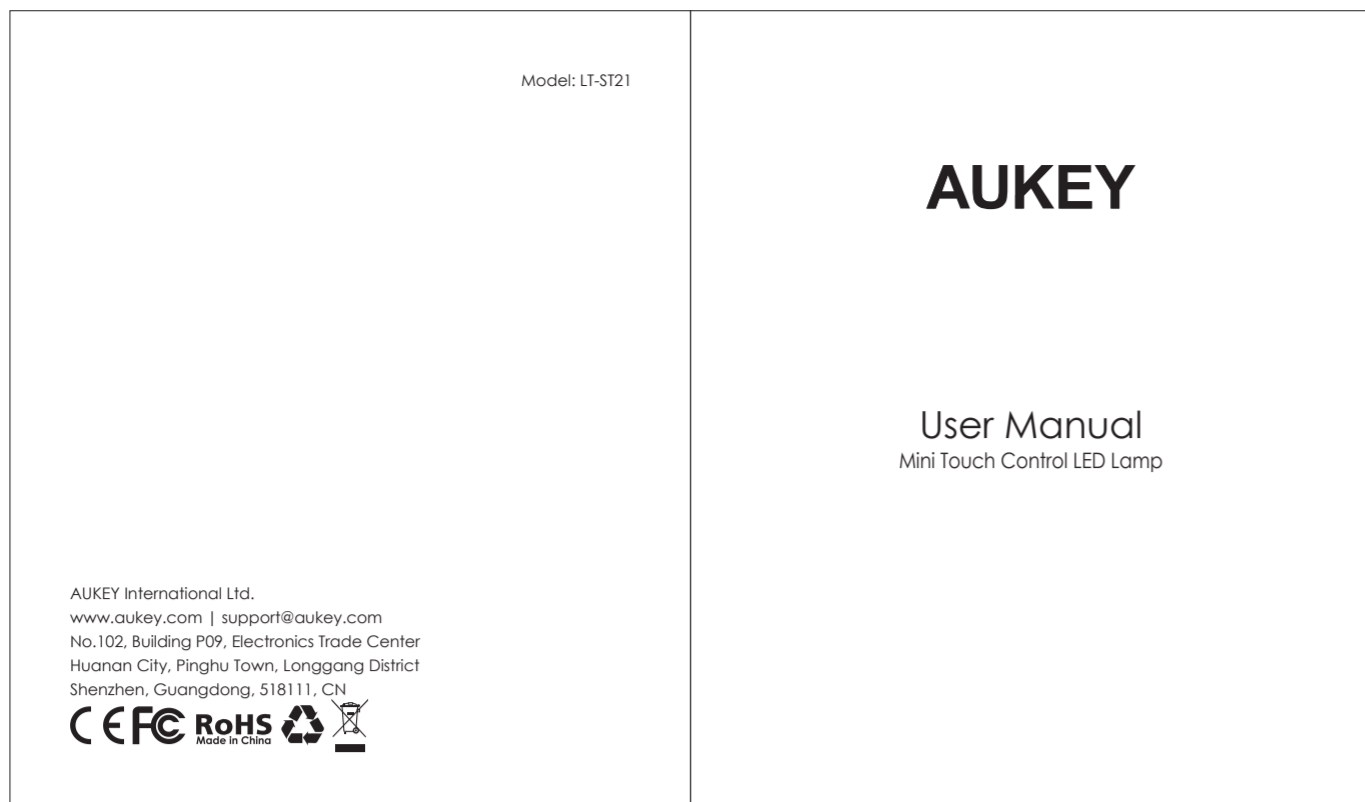 Model: LT-ST21
AUKEY International Ltd.
www.aukey.com | support@aukey.com
No.102, Building P09, Electronics Trade Center
Huanan City, Pinghu Town, Longgang District
Shenzhen, Guangdong, 518111, CN
CE FC RoHS
Made in China
AUKEY
User Manual
Mini Touch Control LED Lamp